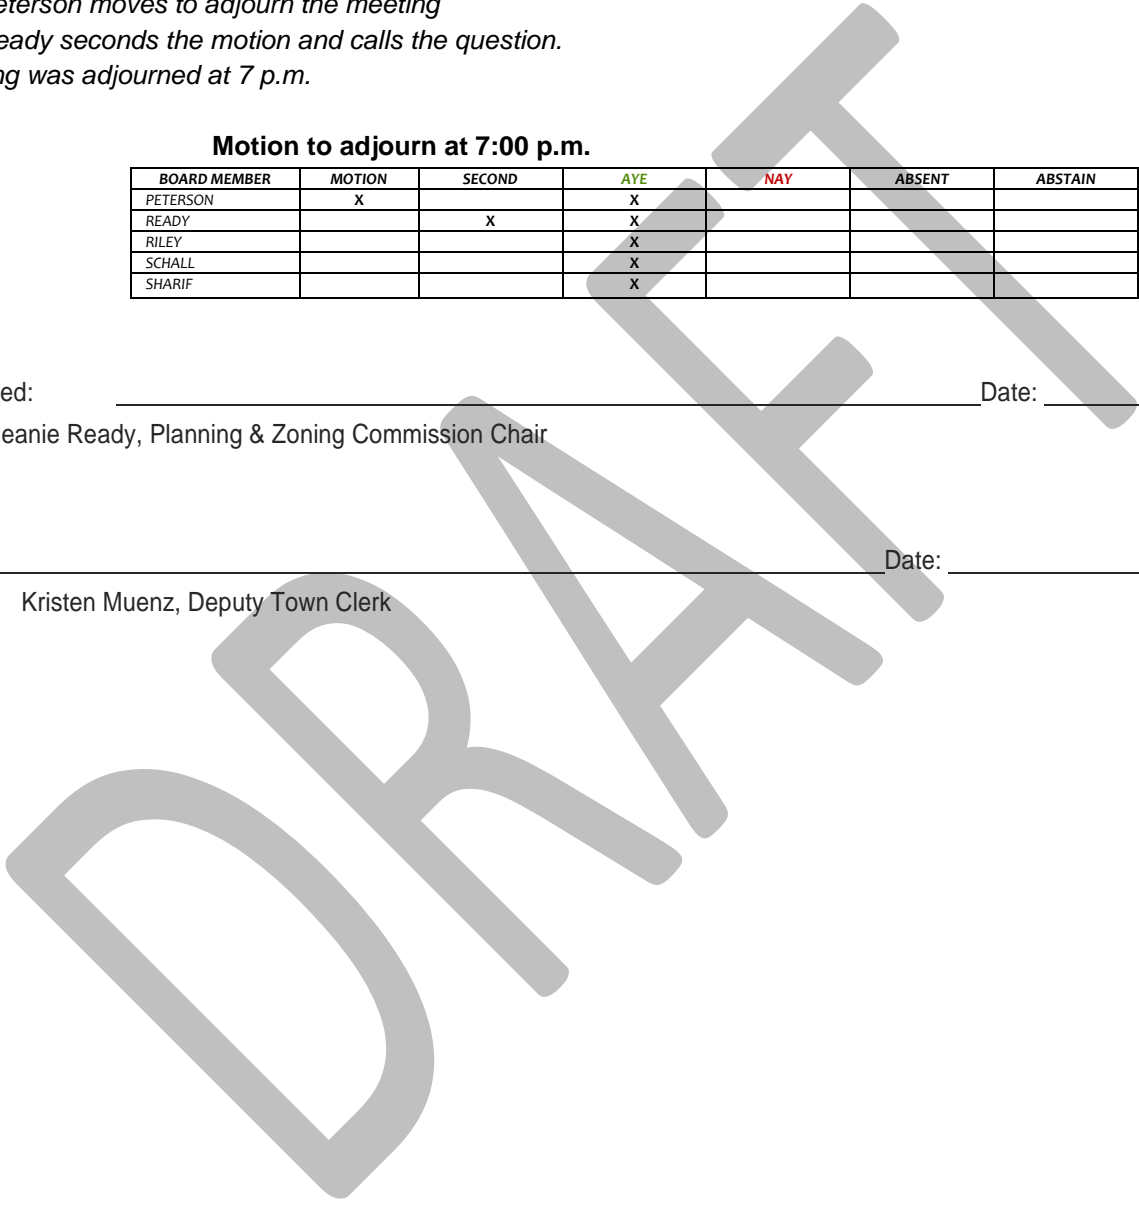 eterson moves to adjourn the meeting
eady seconds the motion and calls the question.
ng was adjourned at 7 p.m.
Motion to adjourn at 7:00 p.m.
BOARD MEMBER MOTION SECOND AYE NAY ABSENT ABSTAIN
PETERSON X X
READY X X
RILEY X
SCHALL X
SHARIF X
ed: Date:
eanie Ready, Planning & Zoning Commission Chair
Date:
Kristen Muenz, Deputy Town Clerk
DRAFT